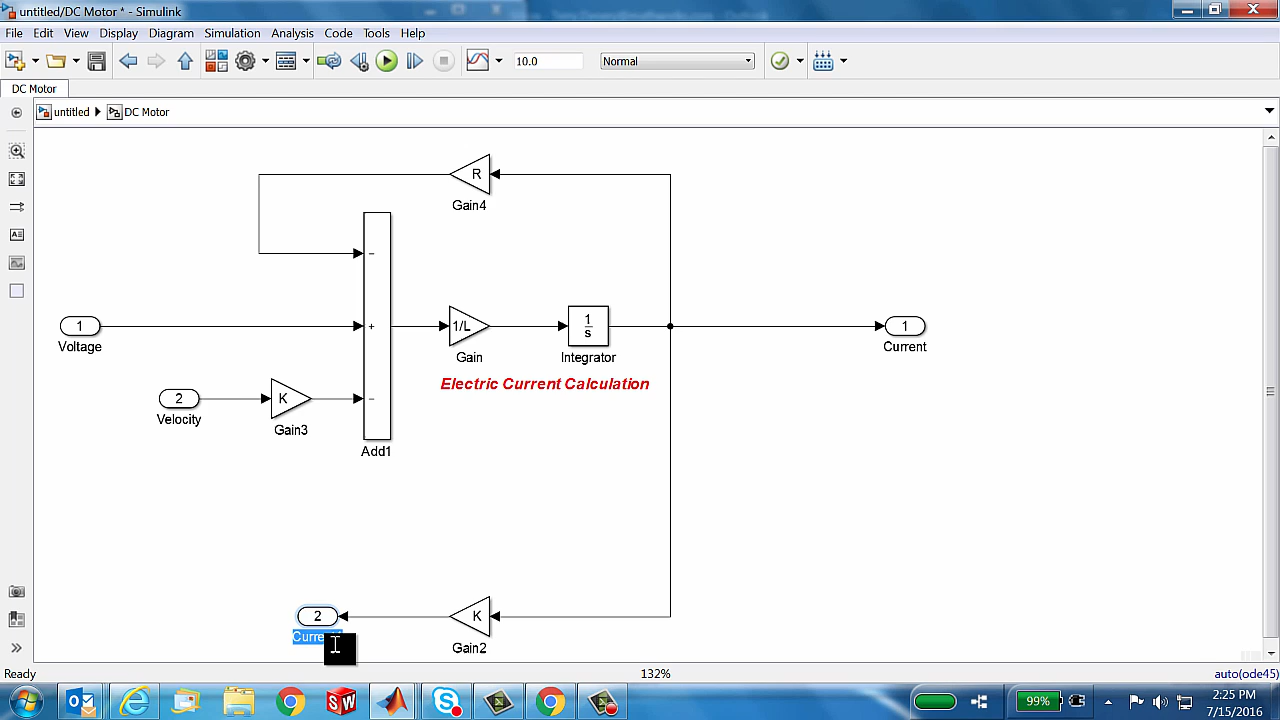 untitled/DC Motor * - Simulink
File Edit View Display Diagram Simulation Analysis Code Tools Help
10.0 Normal
DC Motor
untitled DC Motor
R
Gain4
−
1
Voltage
+
1/L
Gain
1
s
Integrator
1
Current
Electric Current Calculation
2
Velocity
K
Gain3
−
Add1
2
K
Gain2
Ready 132% auto(ode45)
SW
99%
2:25 PM
7/15/2016